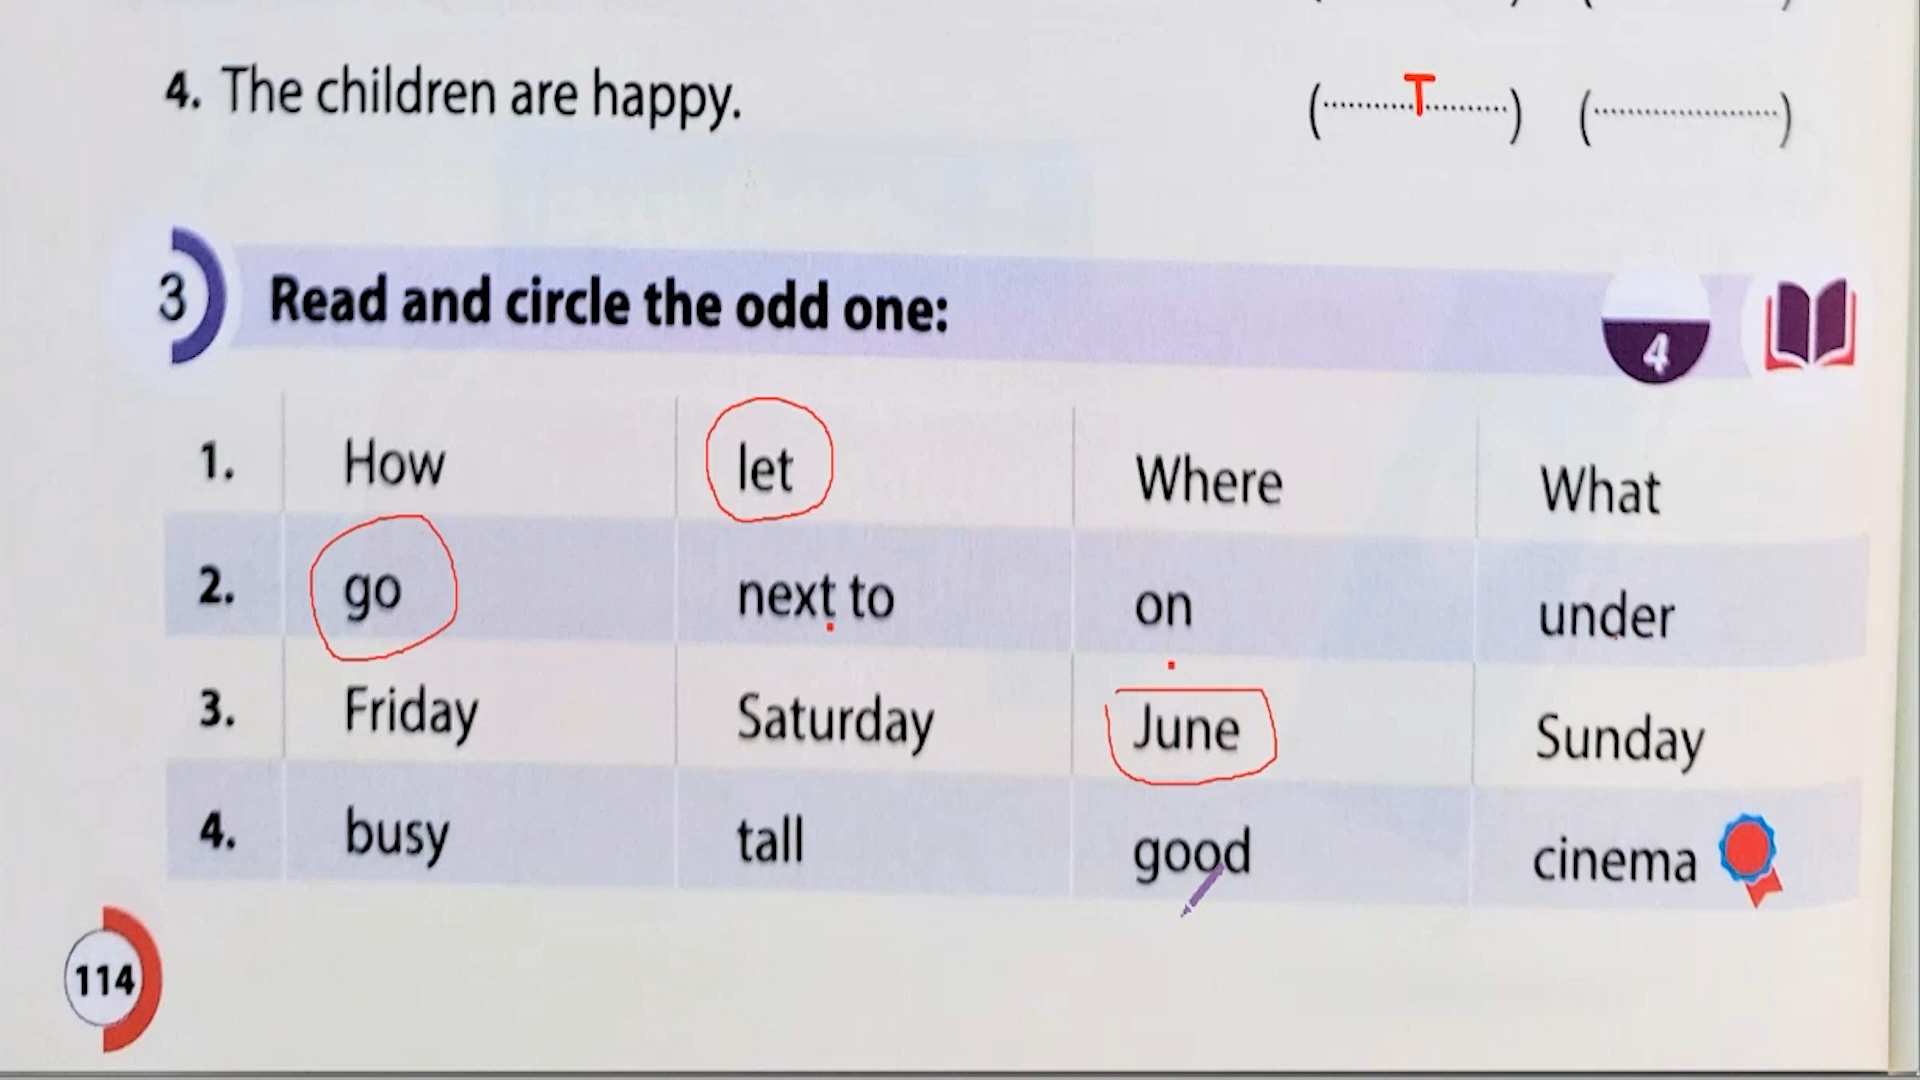 4. The children are happy. (..........T..........) (....................)
3 Read and circle the odd one: 4
1. How let Where What
2. go next to on under
3. Friday Saturday June Sunday
4. busy tall good cinema
114